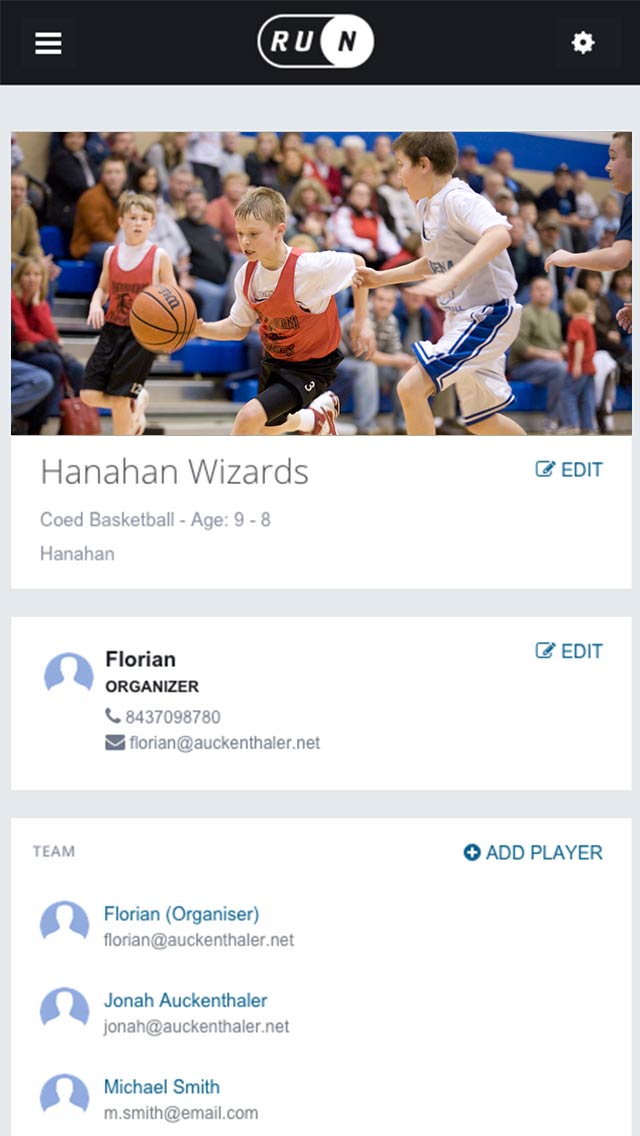 RUN
Hanahan Wizards
EDIT
Coed Basketball - Age: 9 - 8
Hanahan
Florian
EDIT
ORGANIZER
8437098780
florian@auckenthaler.net
TEAM
ADD PLAYER
Florian (Organiser)
florian@auckenthaler.net
Jonah Auckenthaler
jonah@auckenthaler.net
Michael Smith
m.smith@email.com